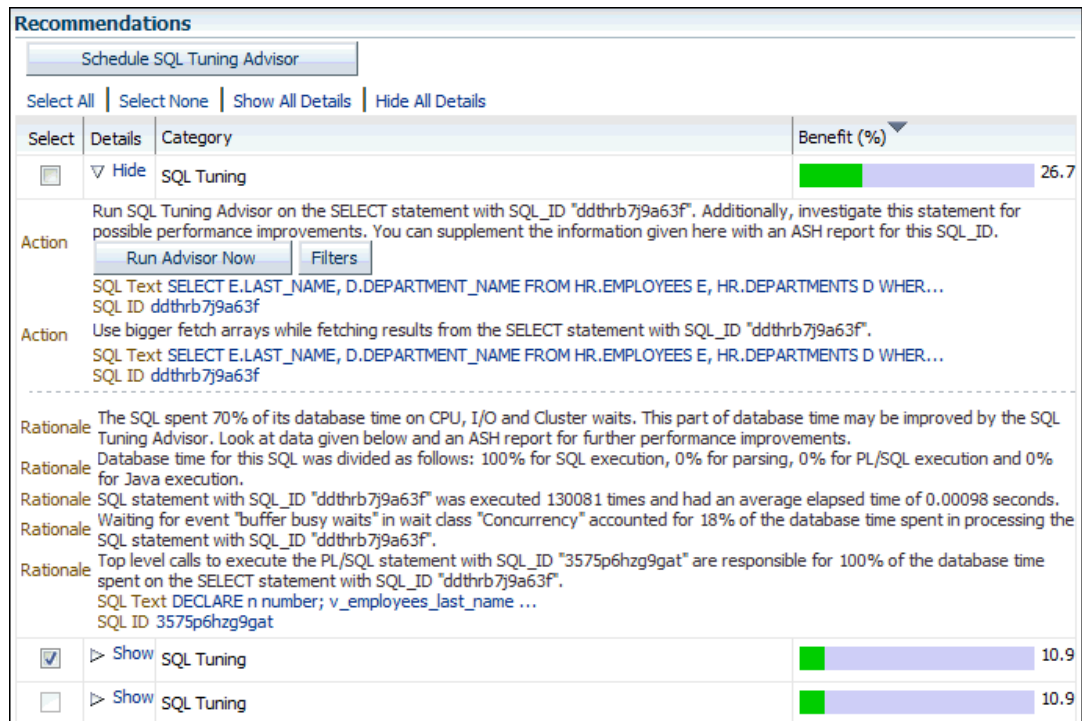 Recommendations
Schedule SQL Tuning Advisor
Select All | Select None | Show All Details | Hide All Details
Select Details Category Benefit (%)
Hide SQL Tuning 26.7
Action Run SQL Tuning Advisor on the SELECT statement with SQL_ID "ddthrb7j9a63f". Additionally, investigate this statement for
possible performance improvements. You can supplement the information given here with an ASH report for this SQL_ID.
Run Advisor Now Filters
SQL Text SELECT E.LAST_NAME, D.DEPARTMENT_NAME FROM HR.EMPLOYEES E, HR.DEPARTMENTS D WHER...
SQL ID ddthrb7j9a63f
Action Use bigger fetch arrays while fetching results from the SELECT statement with SQL_ID "ddthrb7j9a63f".
SQL Text SELECT E.LAST_NAME, D.DEPARTMENT_NAME FROM HR.EMPLOYEES E, HR.DEPARTMENTS D WHER...
SQL ID ddthrb7j9a63f
Rationale The SQL spent 70% of its database time on CPU, I/O and Cluster waits. This part of database time may be improved by the SQL
Tuning Advisor. Look at data given below and an ASH report for further performance improvements.
Rationale Database time for this SQL was divided as follows: 100% for SQL execution, 0% for parsing, 0% for PL/SQL execution and 0%
for Java execution.
Rationale SQL statement with SQL_ID "ddthrb7j9a63f" was executed 130081 times and had an average elapsed time of 0.00098 seconds.
Rationale Waiting for event "buffer busy waits" in wait class "Concurrency" accounted for 18% of the database time spent in processing the
SQL statement with SQL_ID "ddthrb7j9a63f".
Rationale Top level calls to execute the PL/SQL statement with SQL_ID "3575p6hzg9gat" are responsible for 100% of the database time
spent on the SELECT statement with SQL_ID "ddthrb7j9a63f".
SQL Text DECLARE n number; v_employees_last_name ...
SQL ID 3575p6hzg9gat
Show SQL Tuning 10.9
Show SQL Tuning 10.9